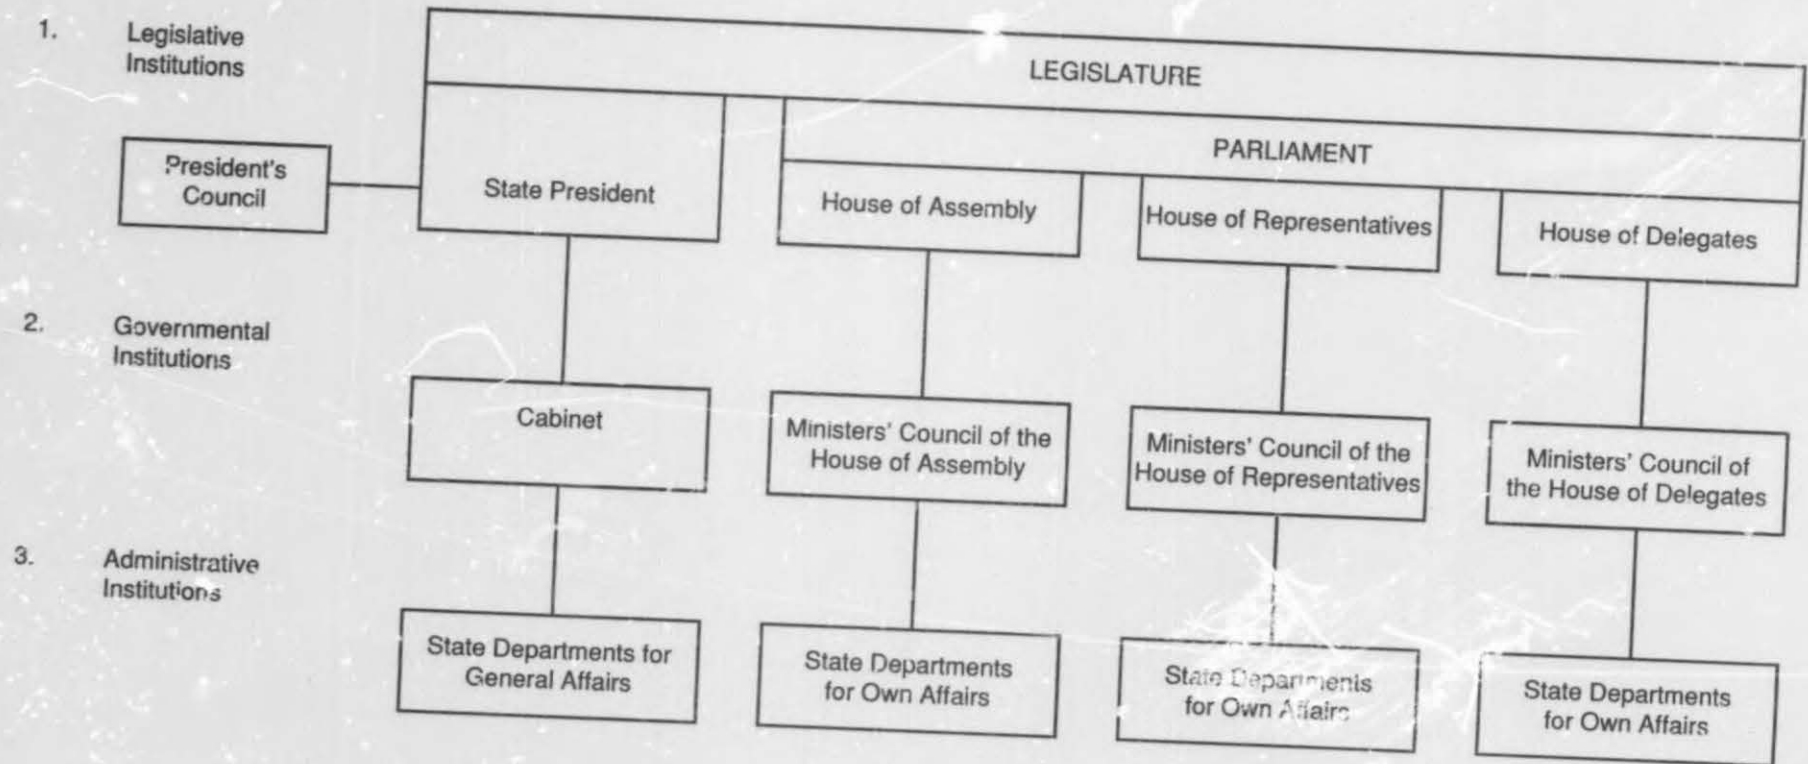 1. Legislative
Institutions
LEGISLATURE
PARLIAMENT
President's
Council
State President
House of Assembly
House of Representatives
House of Delegates
2. Governmental
Institutions
Cabinet
Ministers' Council of the
House of Assembly
Ministers' Council of the
House of Representatives
Ministers' Council of
the House of Delegates
3. Administrative
Institutions
State Departments for
General Affairs
State Departments
for Own Affairs
State Departments
for Own Affairs
State Departments
for Own Affairs